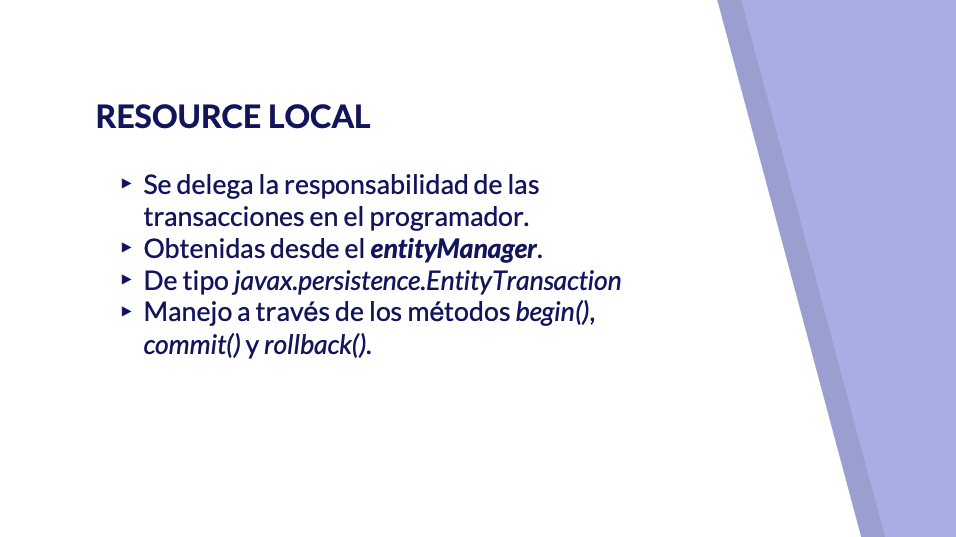 RESOURCE LOCAL
▸ Se delega la responsabilidad de las
transacciones en el programador.
▸ Obtenidas desde el entityManager.
▸ De tipo javax.persistence.EntityTransaction
▸ Manejo a través de los métodos begin(),
commit() y rollback().